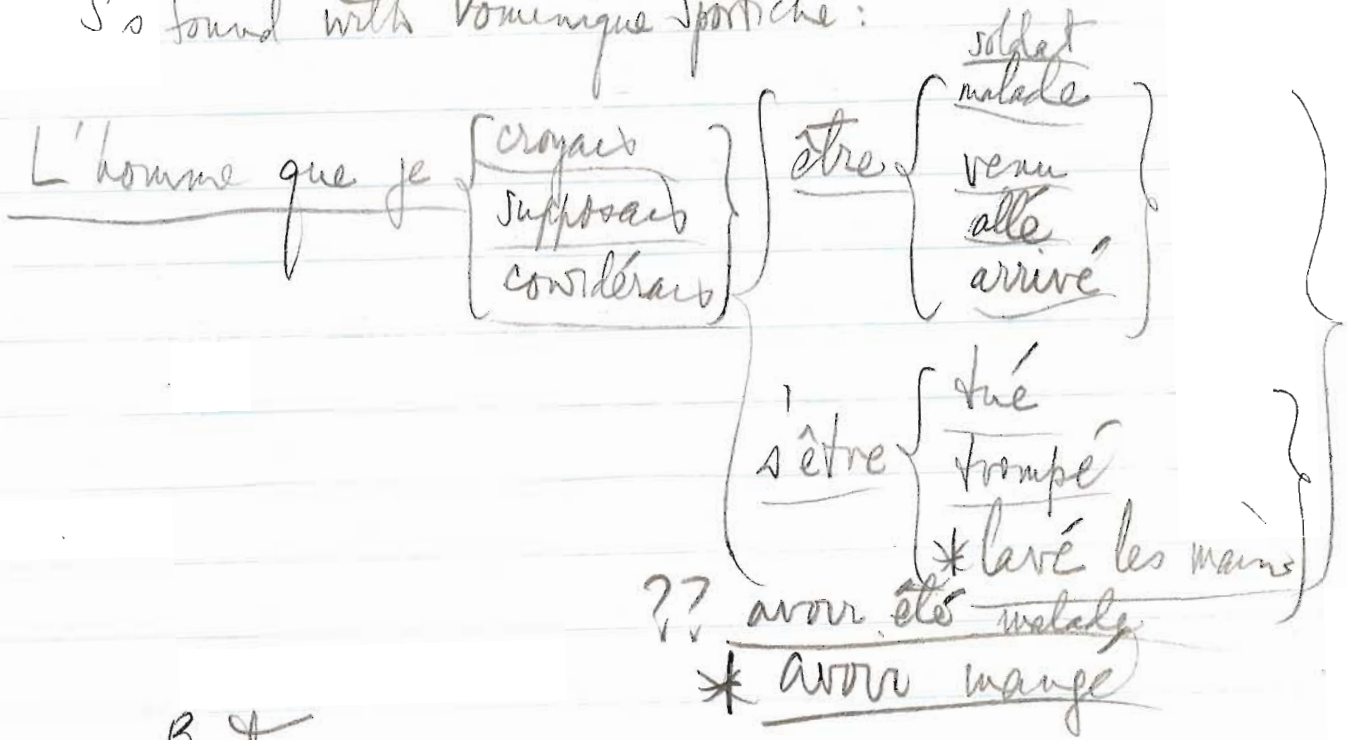 S's found with Dominique Sportiche:
L'homme que je { croyais supposais considérais }
{ être { soldat malade venu allé arrivé }
s'être { tué trompé *lavé les mains } }
?? avoir été malade
* avoir mangé
B